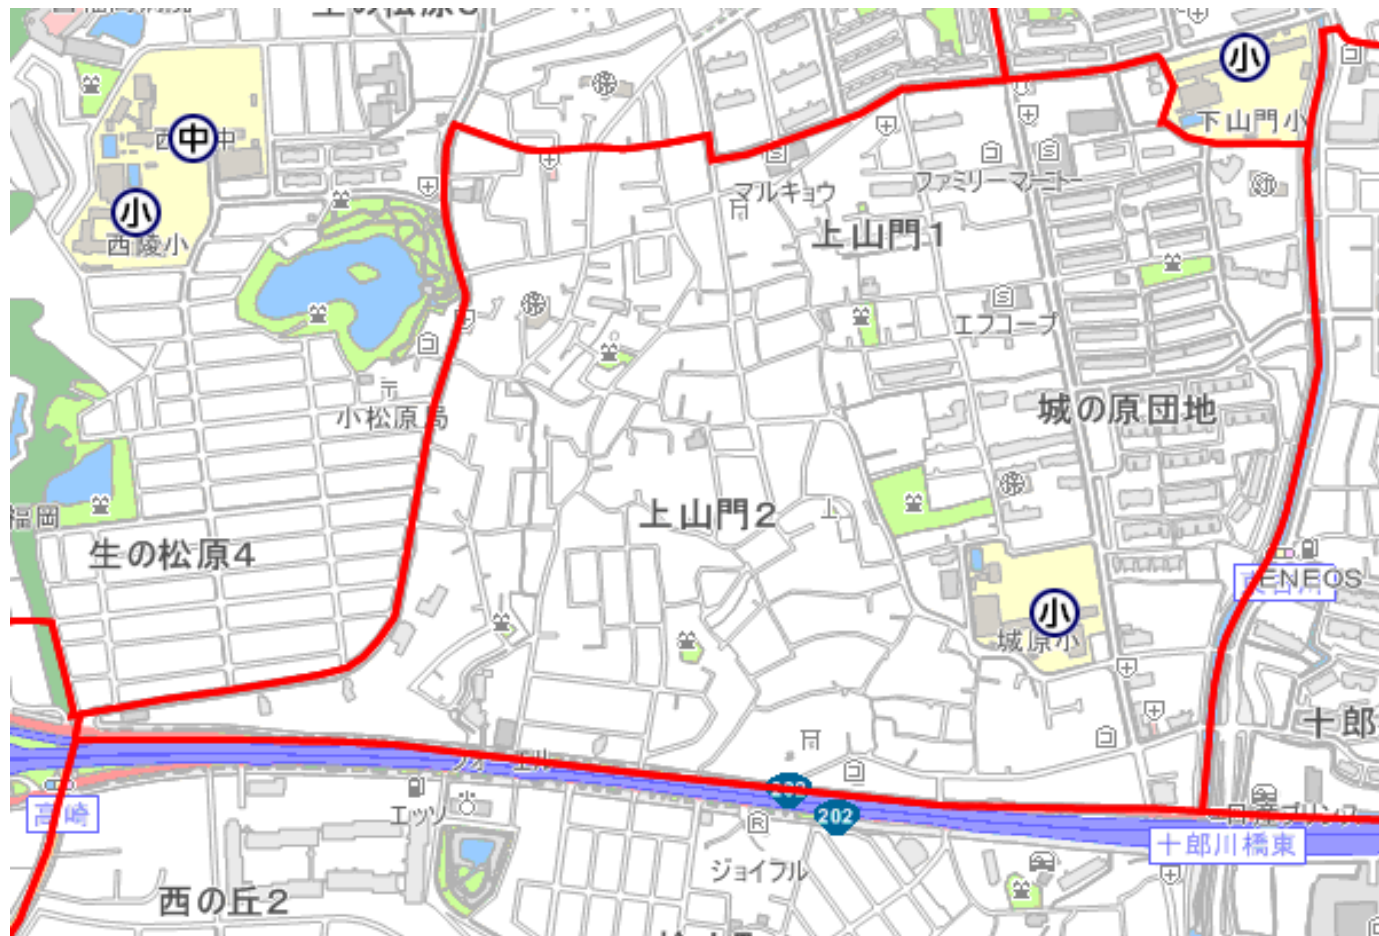 中
西 中
小
西陵小
小
下山門小
マルキョウ
ファミリーマート
上山門1
エフコープ
小松原局
城の原団地
福岡
上山門2
生の松原4
ENEOS
小
城原小
十郎
202
エッソ
高崎
十郎川橋東
ジョイフル
西の丘2